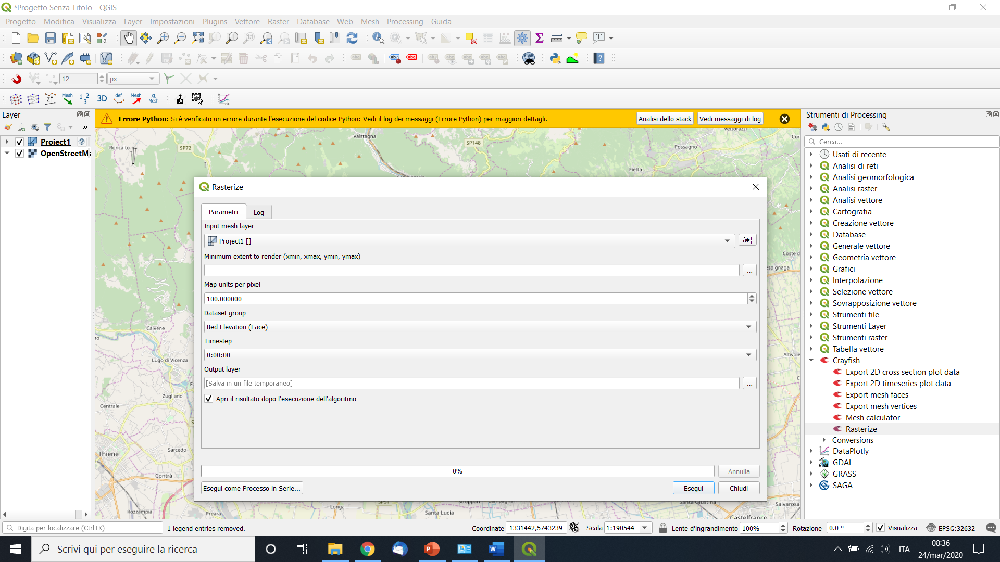 *Progetto Senza Titolo - QGIS
Progetto Modifica Visualizza Layer Impostazioni Plugins Vettore Raster Database Web Mesh Processing Guida
12 px
Mesh 1 2 3 3D def Mesh XL Mesh
Layer
Errore Python: Si è verificato un errore durante l'esecuzione del codice Python: Vedi il log dei messaggi (Errore Python) per maggiori dettagli.
Analisi dello stack
Vedi messaggi di log
Strumenti di Processing
Project1
OpenStreetM
Roncalto
SP72
Valstagna
SP148
Possagno
Fietta
Calvene
Lugo di Vicenza
Zugliano
Centrale
Sarcedo
Thiene
Contrà
Rozzampia
Preara
Longa
Santa Lucia
Salvarosa
Coste d
espignaga
Altivole
Rasterize
Parametri
Log
Input mesh layer
Project1 []
â€¦
Minimum extent to render (xmin, xmax, ymin, ymax)
...
Map units per pixel
100.000000
Dataset group
Bed Elevation (Face)
Timestep
0:00:00
Output layer
[Salva in un file temporaneo]
...
Apri il risultato dopo l'esecuzione dell'algoritmo
0%
Annulla
Esegui come Processo in Serie...
Esegui
Chiudi
Cerca...
Usati di recente
Analisi di reti
Analisi geomorfologica
Analisi raster
Analisi vettore
Cartografia
Creazione vettore
Database
Generale vettore
Geometria vettore
Grafici
Interpolazione
Selezione vettore
Sovrapposizione vettore
Strumenti file
Strumenti Layer
Strumenti raster
Tabella vettore
Crayfish
Export 2D cross section plot data
Export 2D timeseries plot data
Export mesh faces
Export mesh vertices
Mesh calculator
Rasterize
Conversions
DataPlotly
GDAL
GRASS
SAGA
Digita per localizzare (Ctrl+K)
1 legend entries removed.
Coordinate 1331442,5743239
Scala 1:190544
Lente d'ingrandimento 100%
Rotazione 0.0 °
Visualizza
EPSG:32632
Scrivi qui per eseguire la ricerca
ITA
08:36
24/mar/2020